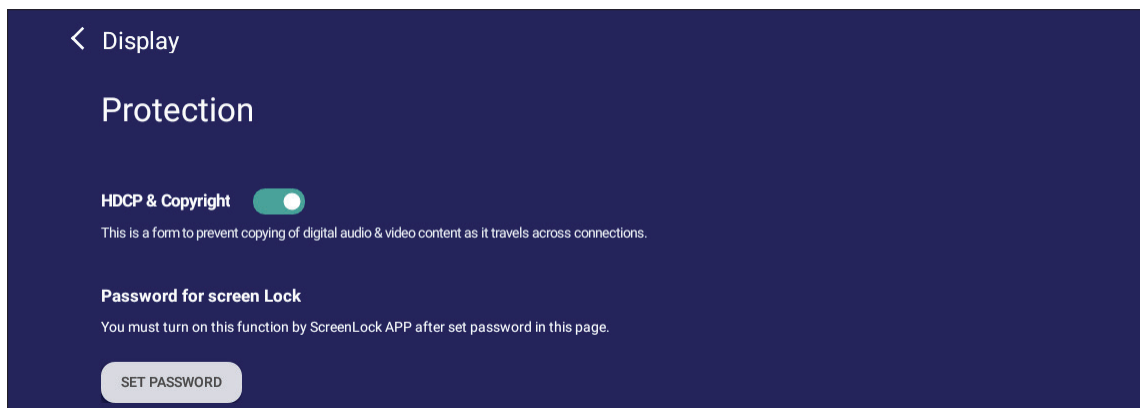 Display
Protection
HDCP & Copyright
This is a form to prevent copying of digital audio & video content as it travels across connections.
Password for screen Lock
You must turn on this function by ScreenLock APP after set password in this page.
SET PASSWORD